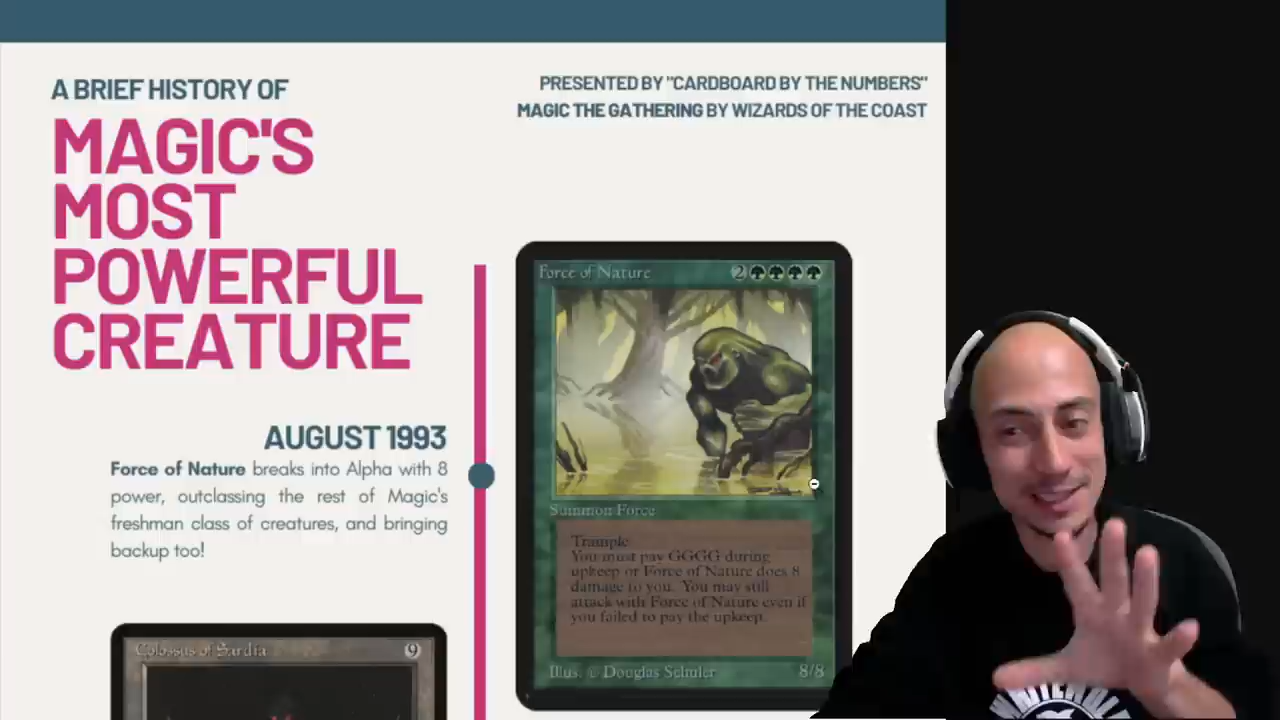 A BRIEF HISTORY OF
MAGIC'S
MOST
POWERFUL
CREATURE
PRESENTED BY "CARDBOARD BY THE NUMBERS"
MAGIC THE GATHERING BY WIZARDS OF THE COAST
AUGUST 1993
Force of Nature breaks into Alpha with 8
power, outclassing the rest of Magic's
freshman class of creatures, and bringing
backup too!
Force of Nature 2
Summon Force
Trample
You must pay GGGG during
upkeep or Force of Nature does 8
damage to you. You may still
attack with Force of Nature even if
you failed to pay the upkeep.
Illus. © Douglas Schuler 8/8
Colossus of Sardia 9